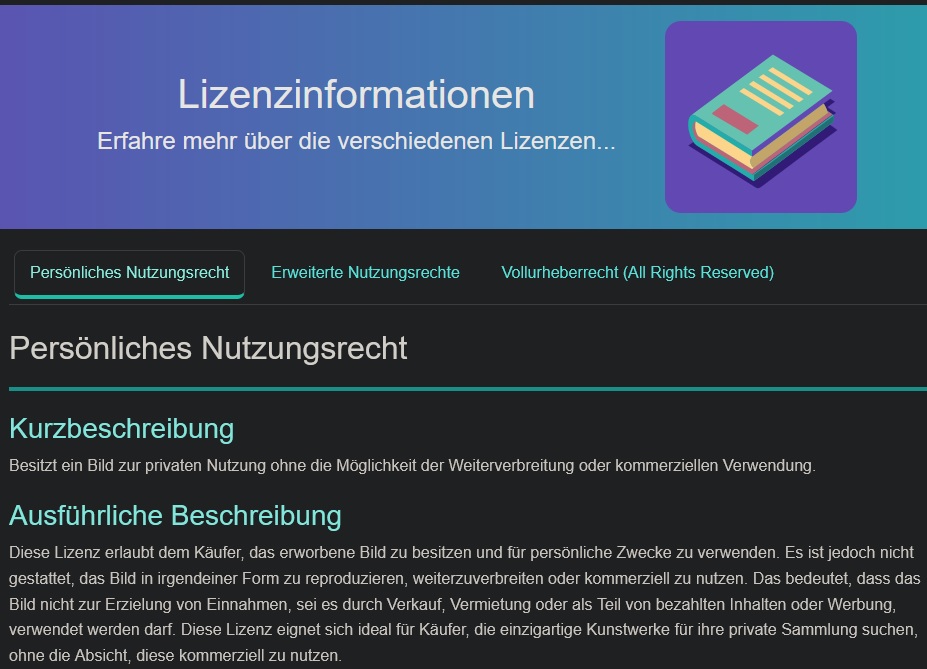 Lizenzinformationen
Erfahre mehr über die verschiedenen Lizenzen...
Persönliches Nutzungsrecht
Erweiterte Nutzungsrechte
Vollurheberrecht (All Rights Reserved)
Persönliches Nutzungsrecht
Kurzbeschreibung
Besitzt ein Bild zur privaten Nutzung ohne die Möglichkeit der Weiterverbreitung oder kommerziellen Verwendung.
Ausführliche Beschreibung
Diese Lizenz erlaubt dem Käufer, das erworbene Bild zu besitzen und für persönliche Zwecke zu verwenden. Es ist jedoch nicht
gestattet, das Bild in irgendeiner Form zu reproduzieren, weiterzuverbreiten oder kommerziell zu nutzen. Das bedeutet, dass das
Bild nicht zur Erzielung von Einnahmen, sei es durch Verkauf, Vermietung oder als Teil von bezahlten Inhalten oder Werbung,
verwendet werden darf. Diese Lizenz eignet sich ideal für Käufer, die einzigartige Kunstwerke für ihre private Sammlung suchen,
ohne die Absicht, diese kommerziell zu nutzen.